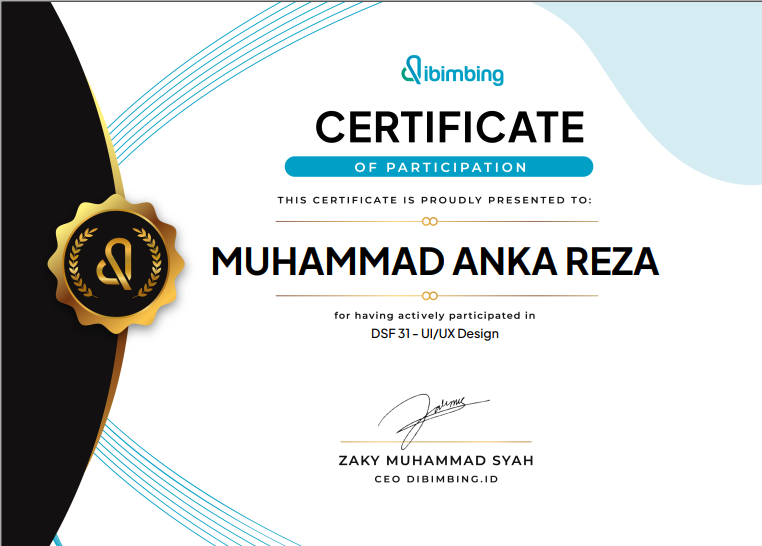 dibimbing
CERTIFICATE
OF PARTICIPATION
THIS CERTIFICATE IS PROUDLY PRESENTED TO:
MUHAMMAD ANKA REZA
for having actively participated in
DSF 31 - UI/UX Design
ZAKY MUHAMMAD SYAH
CEO DIBIMBING.ID